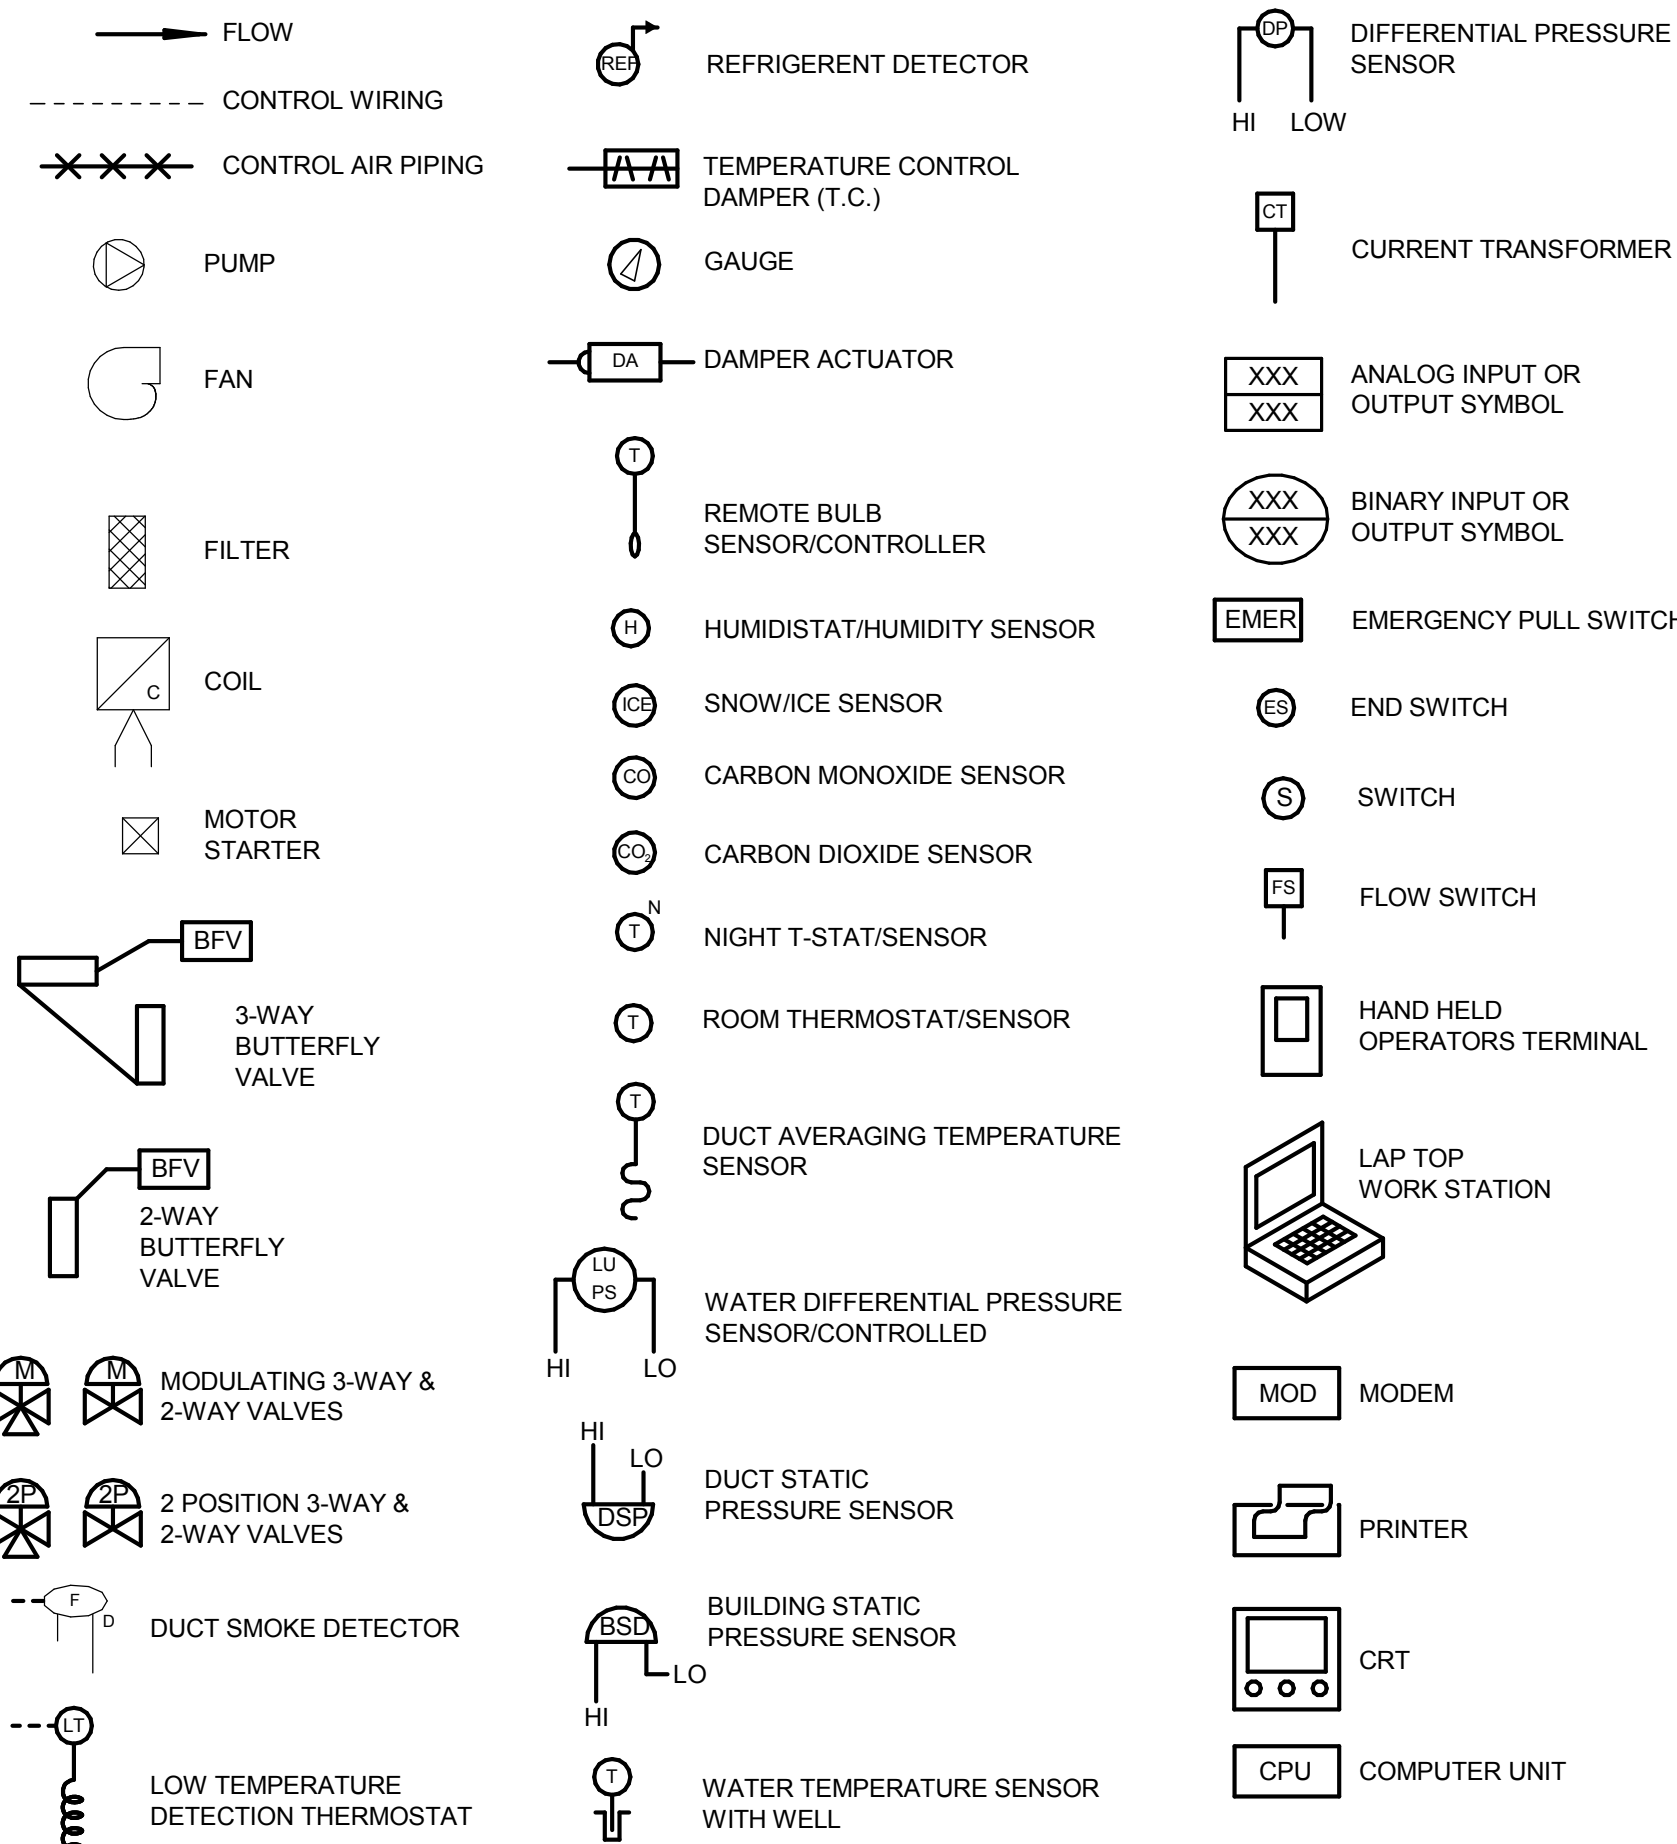 FLOW
CONTROL WIRING
CONTROL AIR PIPING
PUMP
FAN
FILTER
C
COIL
MOTOR
STARTER
BFV
3-WAY
BUTTERFLY
VALVE
BFV
2-WAY
BUTTERFLY
VALVE
M M
MODULATING 3-WAY &
2-WAY VALVES
2P 2P
2 POSITION 3-WAY &
2-WAY VALVES
F
D
DUCT SMOKE DETECTOR
LT
LOW TEMPERATURE
DETECTION THERMOSTAT
REF
REFRIGERENT DETECTOR
TEMPERATURE CONTROL
DAMPER (T.C.)
GAUGE
DA
DAMPER ACTUATOR
T
REMOTE BULB
SENSOR/CONTROLLER
H
HUMIDISTAT/HUMIDITY SENSOR
ICE
SNOW/ICE SENSOR
CO
CARBON MONOXIDE SENSOR
CO₂
CARBON DIOXIDE SENSOR
N
T
NIGHT T-STAT/SENSOR
T
ROOM THERMOSTAT/SENSOR
T
DUCT AVERAGING TEMPERATURE
SENSOR
LU
PS
HI LO
WATER DIFFERENTIAL PRESSURE
SENSOR/CONTROLLED
HI
LO
DSP
DUCT STATIC
PRESSURE SENSOR
BSD
LO
HI
BUILDING STATIC
PRESSURE SENSOR
T
WATER TEMPERATURE SENSOR
WITH WELL
DP
HI LOW
DIFFERENTIAL PRESSURE
SENSOR
CT
CURRENT TRANSFORMER
XXX
XXX
ANALOG INPUT OR
OUTPUT SYMBOL
XXX
XXX
BINARY INPUT OR
OUTPUT SYMBOL
EMER
EMERGENCY PULL SWITCH
ES
END SWITCH
S
SWITCH
FS
FLOW SWITCH
HAND HELD
OPERATORS TERMINAL
LAP TOP
WORK STATION
MOD
MODEM
PRINTER
CRT
CPU
COMPUTER UNIT